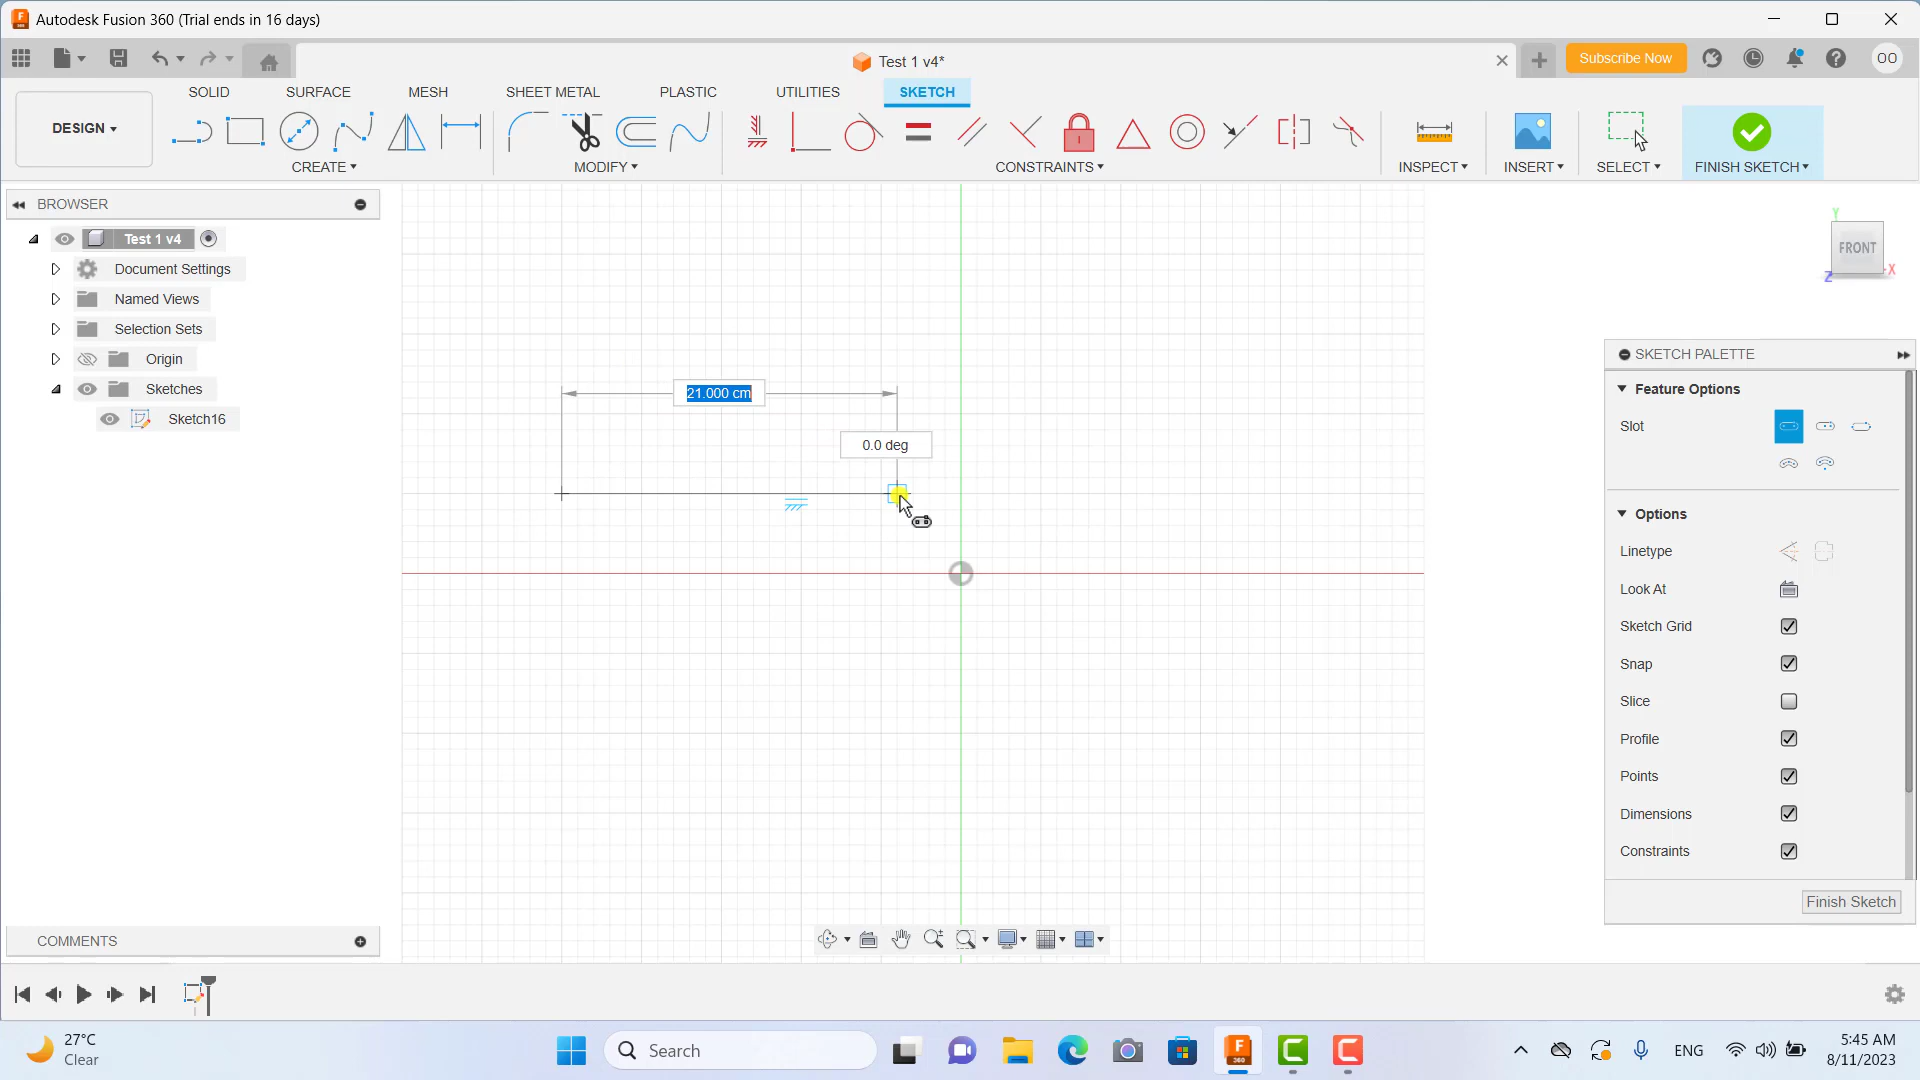 Autodesk Fusion 360 (Trial ends in 16 days)
Test 1 v4*
Subscribe Now
OO
SOLID
SURFACE
MESH
SHEET METAL
PLASTIC
UTILITIES
SKETCH
DESIGN
CREATE
MODIFY
CONSTRAINTS
INSPECT
INSERT
SELECT
FINISH SKETCH
BROWSER
Test 1 v4
Document Settings
Named Views
Selection Sets
Origin
Sketches
Sketch16
21.000 cm
0.0 deg
Y
FRONT
Z
-X
SKETCH PALETTE
Feature Options
Slot
Options
Linetype
Look At
Sketch Grid
Snap
Slice
Profile
Points
Dimensions
Constraints
Finish Sketch
COMMENTS
27°C
Clear
Search
F
360
ENG
5:45 AM
8/11/2023